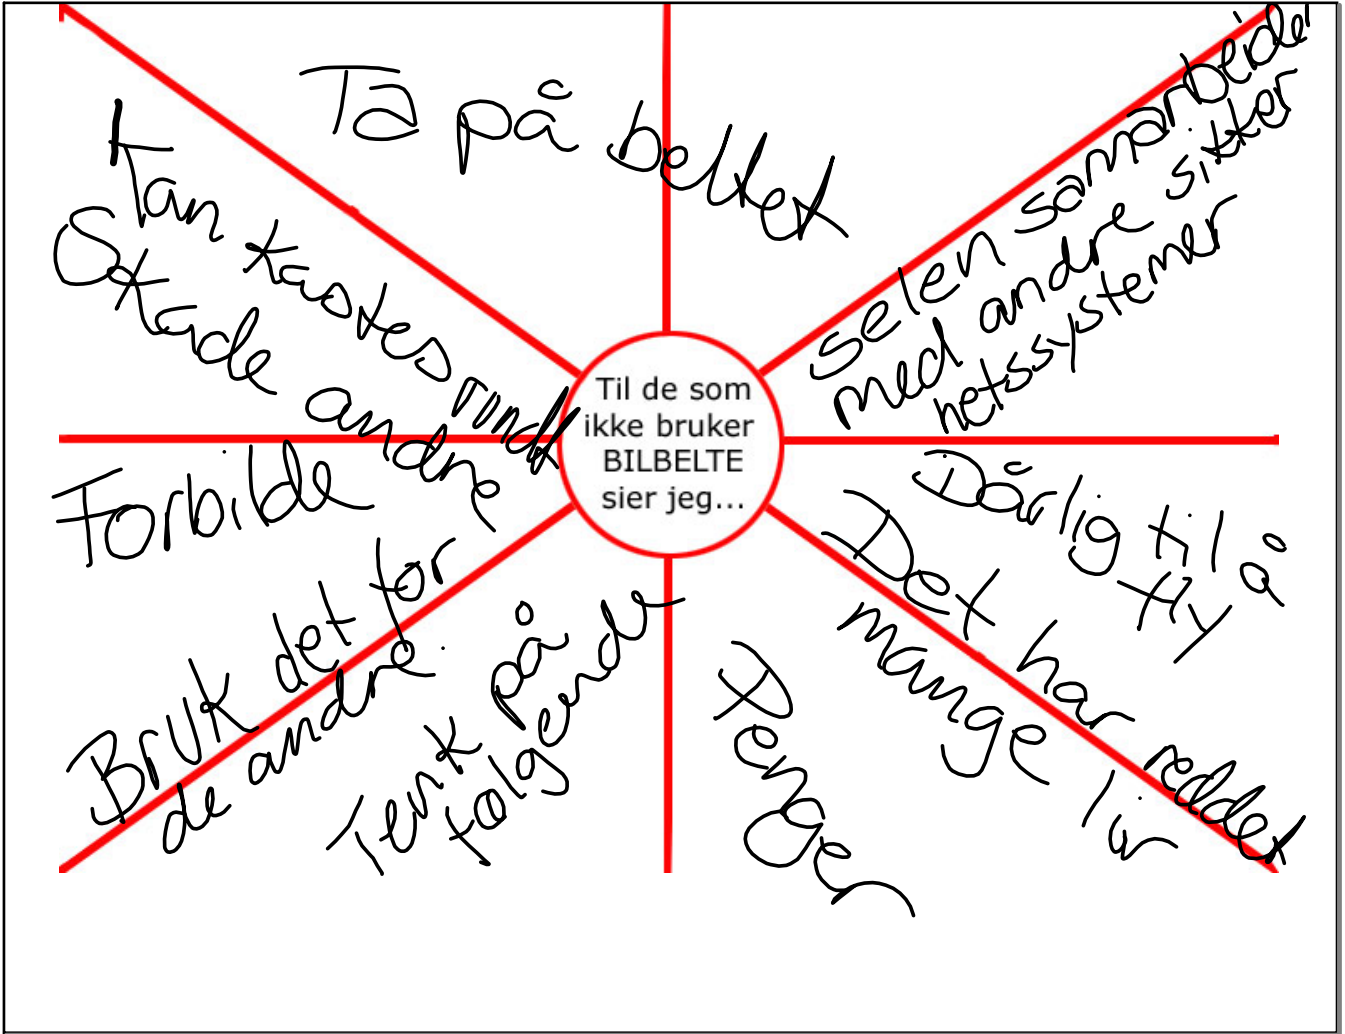 Ta på beltet
Kan kastes rundt
Skade andre
selen samarbeider
med andre sikker
hetssystemer
Til de som
ikke bruker
BILBELTE
sier jeg...
Forbilde
Dårlig til å
fly
Det har reddet
mange liv
Bruk det for
de andre.
Tenk på
følgende
Penger